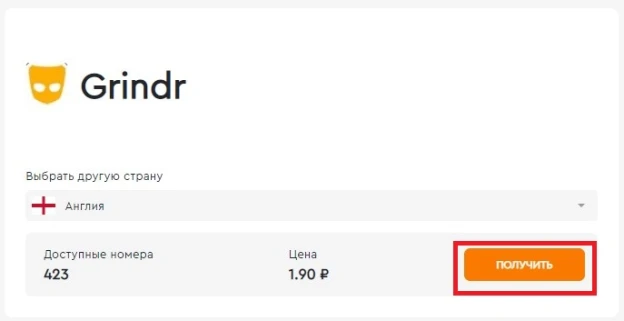 Grindr
Выбрать другую страну
Англия
Доступные номера
Цена
423
1.90 ₽
ПОЛУЧИТЬ